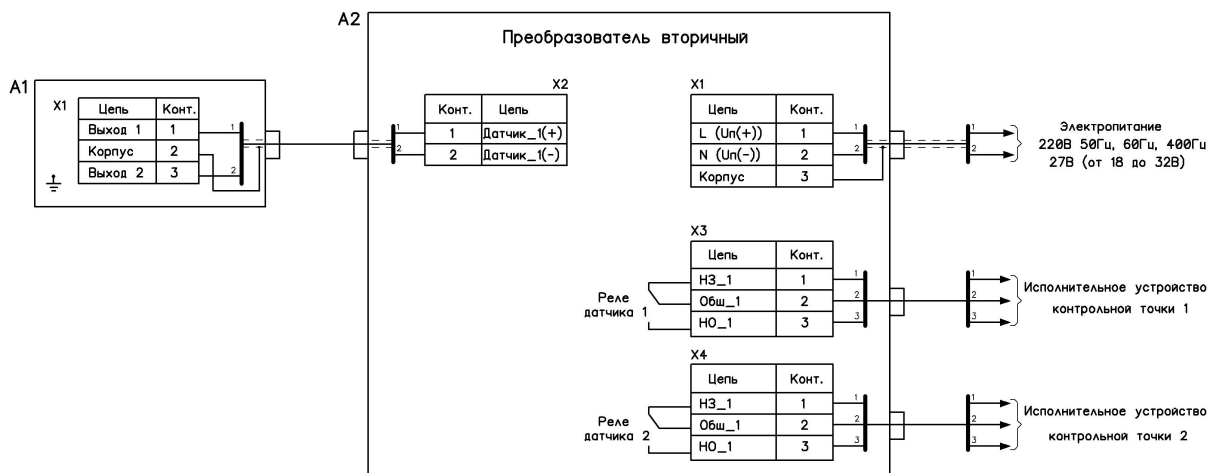 A2
Преобразователь вторичный
A1
X1
Цепь Конт.
Выход 1 1
Корпус 2
Выход 2 3
1
2
X2
Конт. Цепь
1 Датчик_1(+)
2 Датчик_1(-)
1
2
X1
Цепь Конт.
L (Uп(+)) 1
N (Uп(-)) 2
Корпус 3
1
2
1
2
Электропитание
220В 50Гц, 60Гц, 400Гц
27В (от 18 до 32В)
X3
Цепь Конт.
НЗ_1 1
Общ_1 2
НО_1 3
Реле
датчика 1
1
2
3
1
2
3
Исполнительное устройство
контрольной точки 1
X4
Цепь Конт.
НЗ_1 1
Общ_1 2
НО_1 3
Реле
датчика 2
1
2
3
1
2
3
Исполнительное устройство
контрольной точки 2